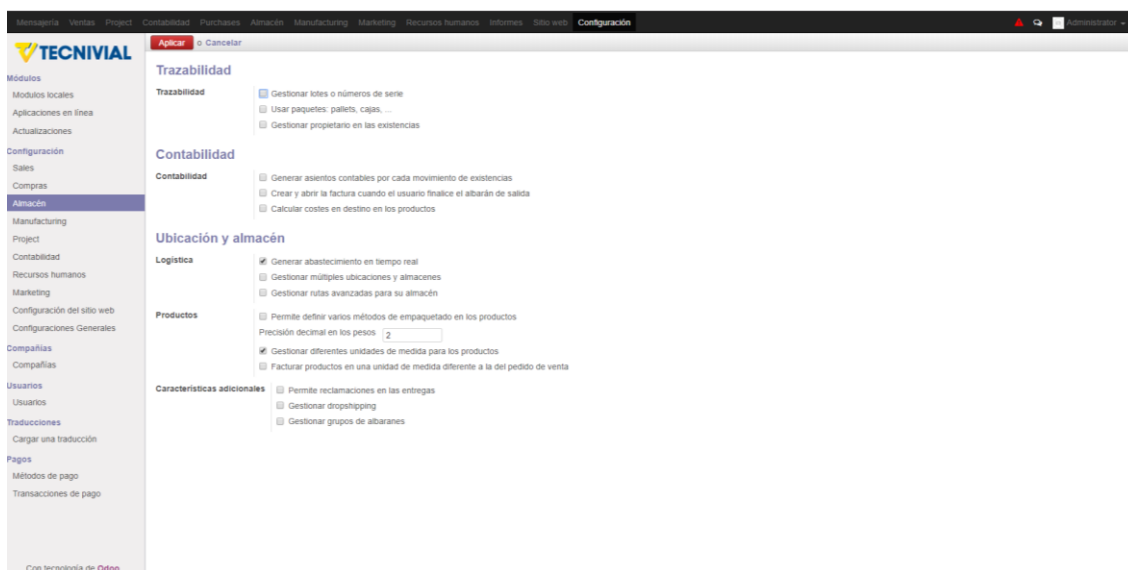 Mensajería Ventas Project Contabilidad Purchases Almacén Manufacturing Marketing Recursos humanos Informes Sitio web Configuración Administrator
TECNIVIAL
Aplicar o Cancelar
Módulos
Modulos locales
Aplicaciones en línea
Actualizaciones
Configuración
Sales
Compras
Almacén
Manufacturing
Project
Contabilidad
Recursos humanos
Marketing
Configuración del sitio web
Configuraciones Generales
Compañías
Compañías
Usuarios
Usuarios
Traducciones
Cargar una traducción
Pagos
Métodos de pago
Transacciones de pago
Con tecnología de Odoo
Trazabilidad
Trazabilidad
Gestionar lotes o números de serie
Usar paquetes: pallets, cajas, ...
Gestionar propietario en las existencias
Contabilidad
Contabilidad
Generar asientos contables por cada movimiento de existencias
Crear y abrir la factura cuando el usuario finalice el albarán de salida
Calcular costes en destino en los productos
Ubicación y almacén
Logística
Generar abastecimiento en tiempo real
Gestionar múltiples ubicaciones y almacenes
Gestionar rutas avanzadas para su almacén
Productos
Permite definir varios métodos de empaquetado en los productos
Precisión decimal en los pesos 2
Gestionar diferentes unidades de medida para los productos
Facturar productos en una unidad de medida diferente a la del pedido de venta
Características adicionales
Permite reclamaciones en las entregas
Gestionar dropshipping
Gestionar grupos de albaranes